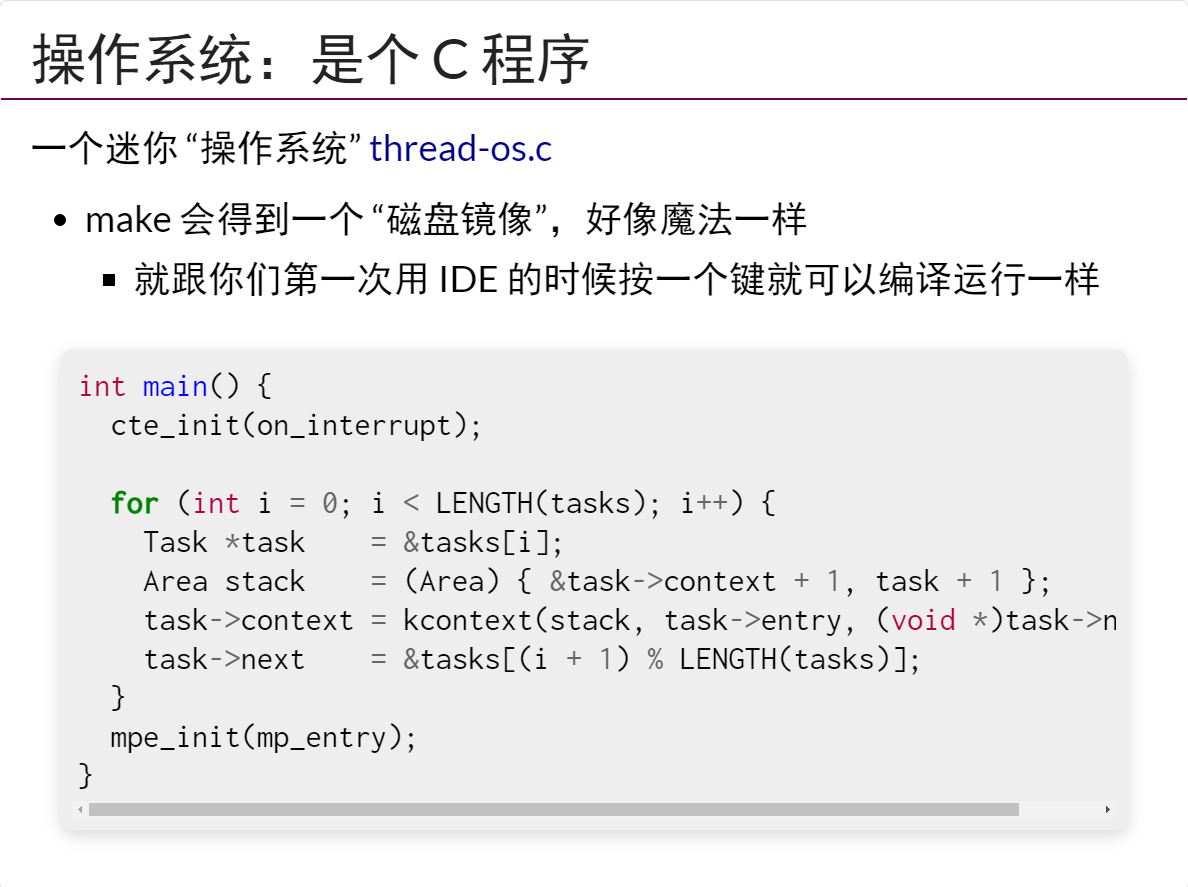 操作系统：是个 C 程序
一个迷你 “操作系统” thread-os.c
• make 会得到一个 “磁盘镜像”，好像魔法一样
▪ 就跟你们第一次用 IDE 的时候按一个键就可以编译运行一样
int main() {
  cte_init(on_interrupt);

  for (int i = 0; i < LENGTH(tasks); i++) {
    Task *task    = &tasks[i];
    Area stack    = (Area) { &task->context + 1, task + 1 };
    task->context = kcontext(stack, task->entry, (void *)task->n
    task->next    = &tasks[(i + 1) % LENGTH(tasks)];
  }
  mpe_init(mp_entry);
}